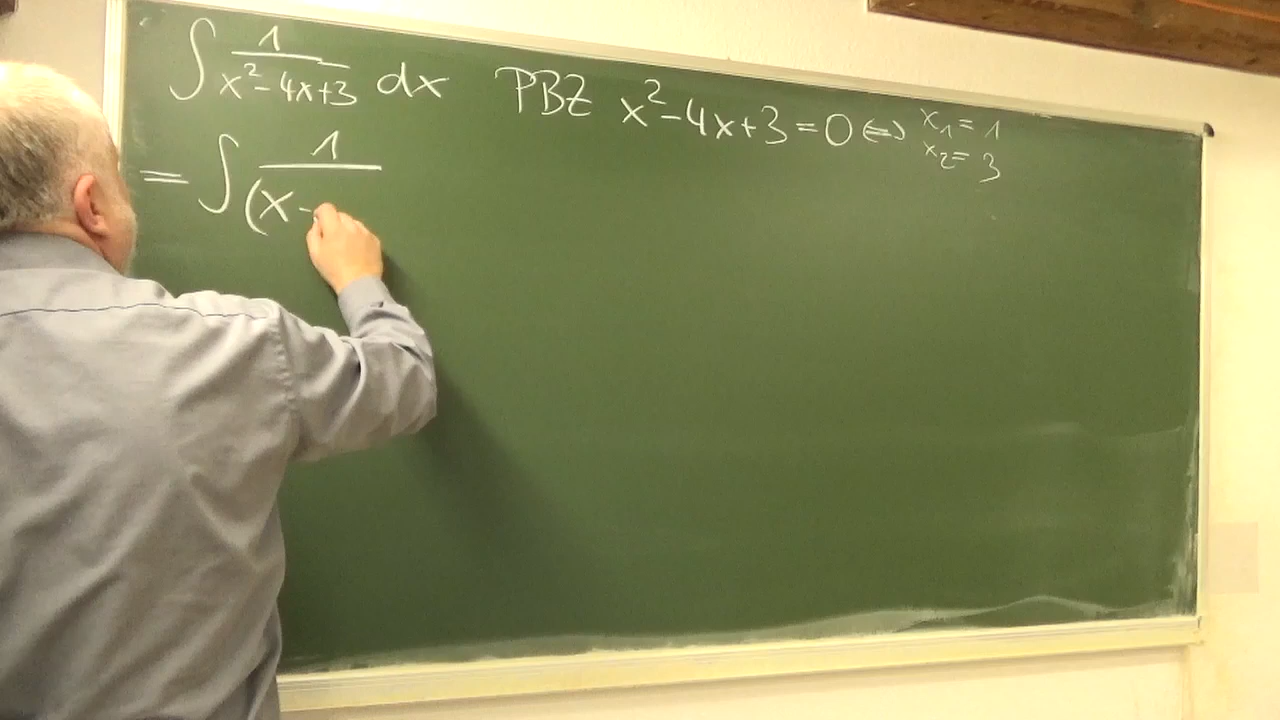 ∫ 1/(x² - 4x + 3) dx PBZ x² - 4x + 3 = 0 ⇔ x₁ = 1
x₂ = 3
= ∫ 1/(x -